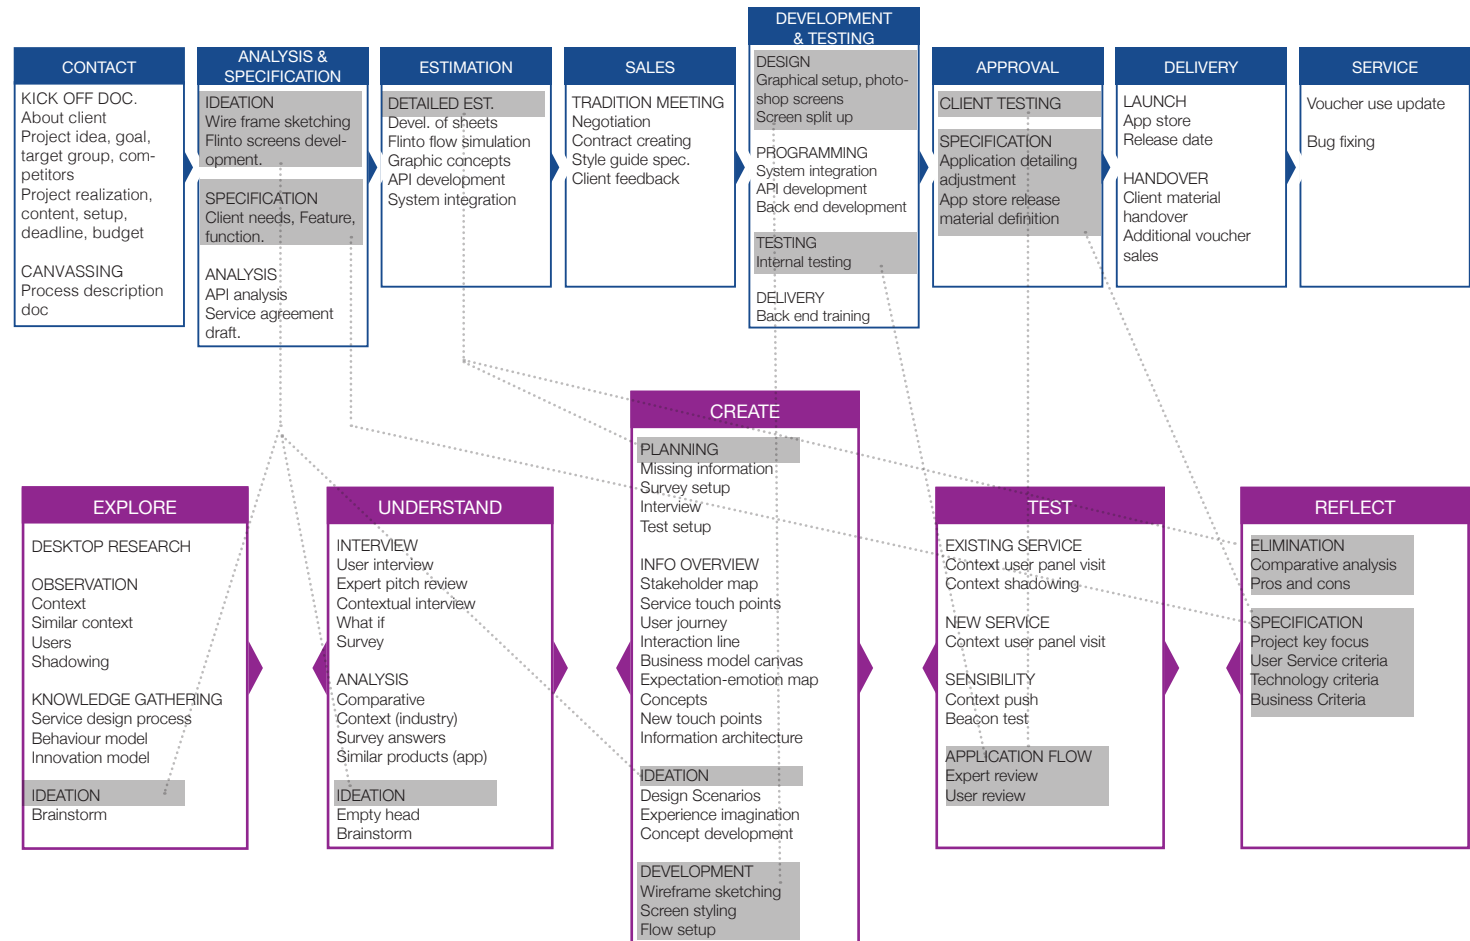 CONTACT
KICK OFF DOC.
About client
Project idea, goal,
target group, com-
petitors
Project realization,
content, setup,
deadline, budget
CANVASSING
Process description
doc
ANALYSIS &
SPECIFICATION
IDEATION
Wire frame sketching
Flinto screens devel-
opment.
SPECIFICATION
Client needs, Feature,
function.
ANALYSIS
API analysis
Service agreement
draft.
ESTIMATION
DETAILED EST.
Devel. of sheets
Flinto flow simulation
Graphic concepts
API development
System integration
SALES
TRADITION MEETING
Negotiation
Contract creating
Style guide spec.
Client feedback
DEVELOPMENT
& TESTING
DESIGN
Graphical setup, photo-
shop screens
Screen split up
PROGRAMMING
System integration
API development
Back end development
TESTING
Internal testing
DELIVERY
Back end training
APPROVAL
CLIENT TESTING
SPECIFICATION
Application detailing
adjustment
App store release
material definition
DELIVERY
LAUNCH
App store
Release date
HANDOVER
Client material
handover
Additional voucher
sales
SERVICE
Voucher use update
Bug fixing
EXPLORE
DESKTOP RESEARCH
OBSERVATION
Context
Similar context
Users
Shadowing
KNOWLEDGE GATHERING
Service design process
Behaviour model
Innovation model
IDEATION
Brainstorm
UNDERSTAND
INTERVIEW
User interview
Expert pitch review
Contextual interview
What if
Survey
ANALYSIS
Comparative
Context (industry)
Survey answers
Similar products (app)
IDEATION
Empty head
Brainstorm
CREATE
PLANNING
Missing information
Survey setup
Interview
Test setup
INFO OVERVIEW
Stakeholder map
Service touch points
User journey
Interaction line
Business model canvas
Expectation-emotion map
Concepts
New touch points
Information architecture
IDEATION
Design Scenarios
Experience imagination
Concept development
DEVELOPMENT
Wireframe sketching
Screen styling
Flow setup
TEST
EXISTING SERVICE
Context user panel visit
Context shadowing
NEW SERVICE
Context user panel visit
SENSIBILITY
Context push
Beacon test
APPLICATION FLOW
Expert review
User review
REFLECT
ELIMINATION
Comparative analysis
Pros and cons
SPECIFICATION
Project key focus
User Service criteria
Technology criteria
Business Criteria